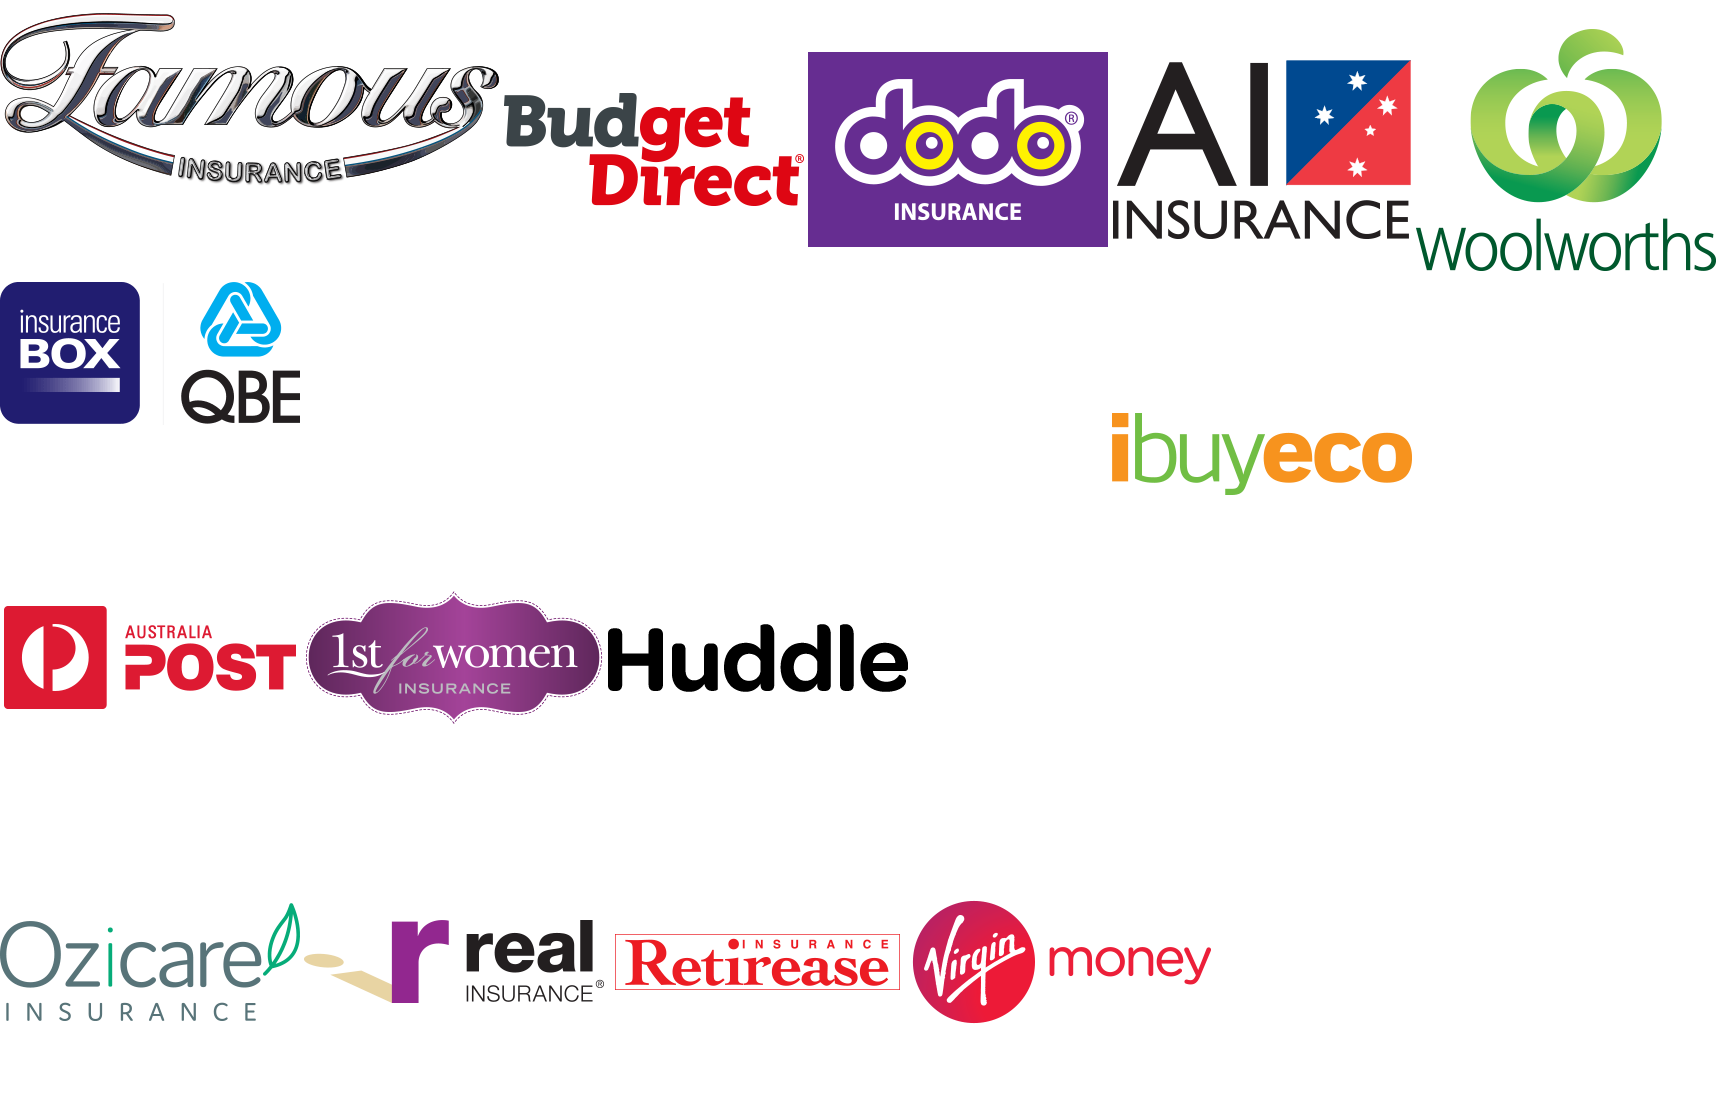 Famous
INSURANCE
Budget
Direct®
dodo®
INSURANCE
AI
INSURANCE
woolworths
insurance
BOX
QBE
ibuyeco
AUSTRALIA
POST
1st for women
INSURANCE
Huddle
Ozicare
INSURANCE
r real
INSURANCE®
INSURANCE
Retirease
Virgin money